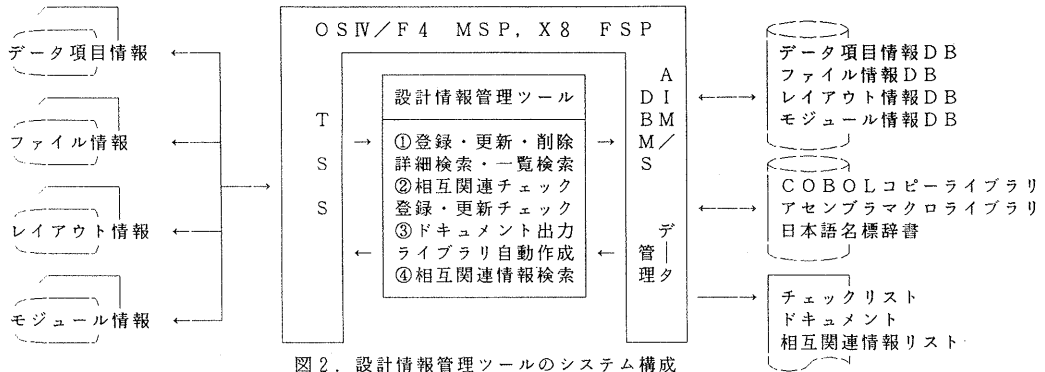 データ項目情報
ファイル情報
レイアウト情報
モジュール情報
OSⅣ/F4 MSP, X8 FSP
TSS
設計情報管理ツール
①登録・更新・削除
詳細検索・一覧検索
②相互関連チェック
登録・更新チェック
③ドキュメント出力
ライブラリ自動作成
④相互関連情報検索
AIM/
DBMS
データ
管理
データ項目情報DB
ファイル情報DB
レイアウト情報DB
モジュール情報DB
COBOLコピーライブラリ
アセンブラマクロライブラリ
日本語名標辞書
チェックリスト
ドキュメント
相互関連情報リスト
図2. 設計情報管理ツールのシステム構成